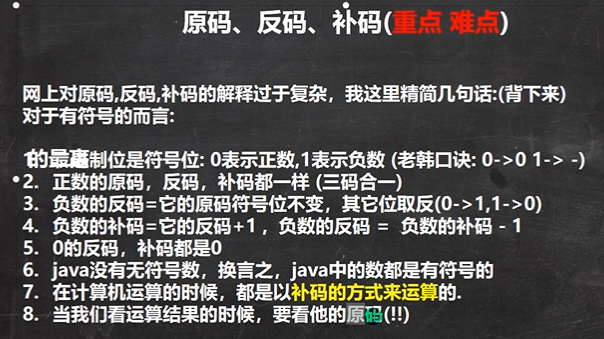 原码、反码、补码(重点 难点)
网上对原码,反码,补码的解释过于复杂，我这里精简几句话:(背下来)
对于有符号的而言:
制位是符号位: 0表示正数,1表示负数 (老韩口诀: 0->0 1-> -)
2. 正数的原码，反码，补码都一样 (三码合一)
3. 负数的反码=它的原码符号位不变，其它位取反(0->1,1->0)
4. 负数的补码=它的反码+1，负数的反码 = 负数的补码 - 1
5. 0的反码，补码都是0
6. java没有无符号数，换言之，java中的数都是有符号的
7. 在计算机运算的时候，都是以补码的方式来运算的.
8. 当我们看运算结果的时候，要看他的原码(!!)